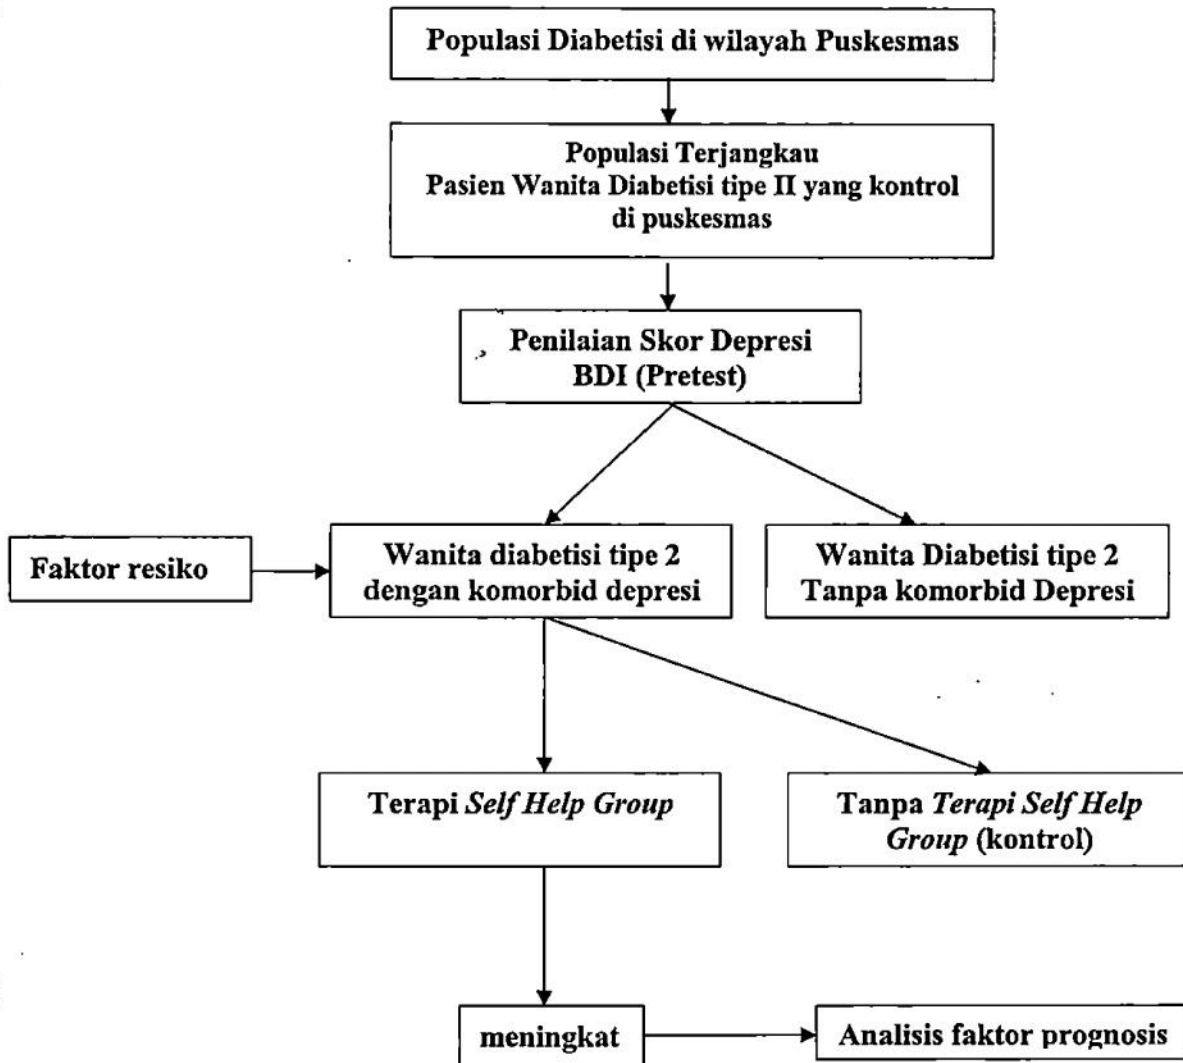 Populasi Diabetisi di wilayah Puskesmas
Populasi Terjangkau
Pasien Wanita Diabetisi tipe II yang kontrol
di puskesmas
Penilaian Skor Depresi
BDI (Pretest)
Faktor resiko
Wanita diabetisi tipe 2
dengan komorbid depresi
Wanita Diabetisi tipe 2
Tanpa komorbid Depresi
Terapi Self Help Group
Tanpa Terapi Self Help
Group (kontrol)
meningkat
Analisis faktor prognosis